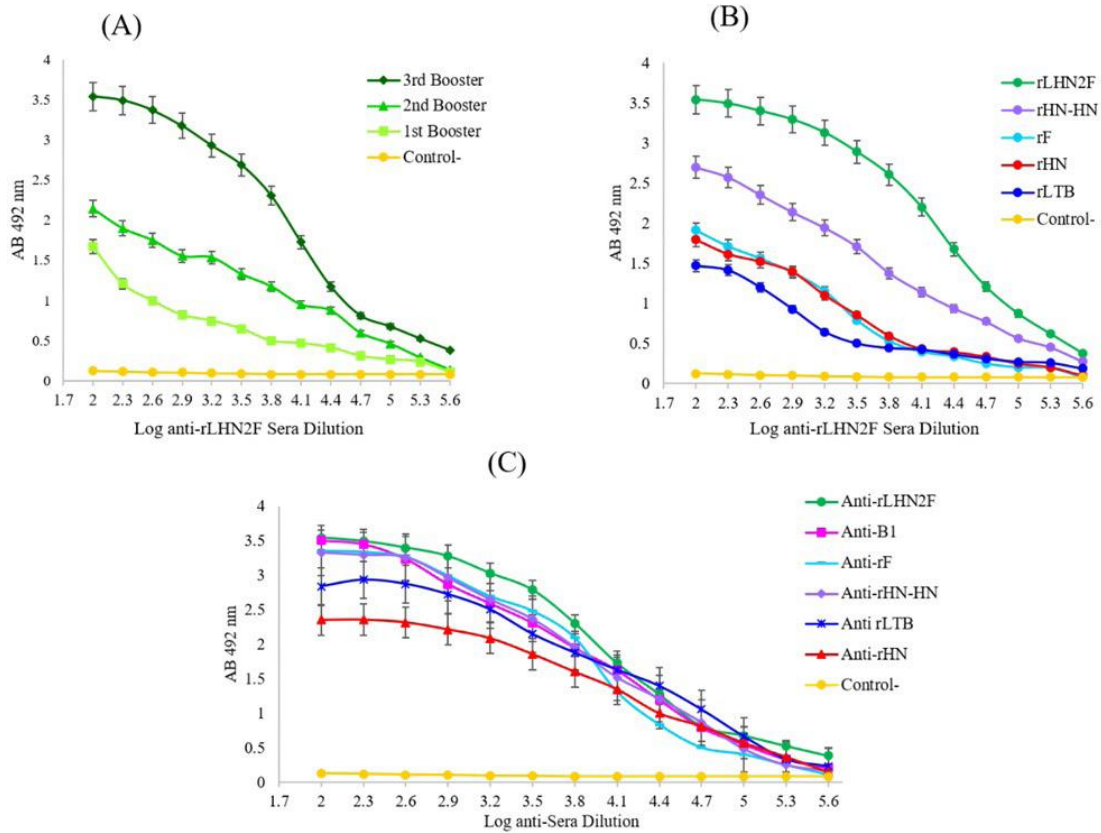 (A)
4
3.5
3
2.5
2
1.5
1
0.5
0
AB 492 nm
3rd Booster
2nd Booster
1st Booster
Control-
1.7 2 2.3 2.6 2.9 3.2 3.5 3.8 4.1 4.4 4.7 5 5.3 5.6
Log anti-rLHN2F Sera Dilution
(B)
4
3.5
3
2.5
2
1.5
1
0.5
0
AB 492 nm
rLHN2F
rHN-HN
rF
rHN
rLTB
Control-
1.7 2 2.3 2.6 2.9 3.2 3.5 3.8 4.1 4.4 4.7 5 5.3 5.6
Log anti-rLHN2F Sera Dilution
(C)
4
3.5
3
2.5
2
1.5
1
0.5
0
AB 492 nm
Anti-rLHN2F
Anti-B1
Anti-rF
Anti-rHN-HN
Anti rLTB
Anti-rHN
Control-
1.7 2 2.3 2.6 2.9 3.2 3.5 3.8 4.1 4.4 4.7 5 5.3 5.6
Log anti-Sera Dilution